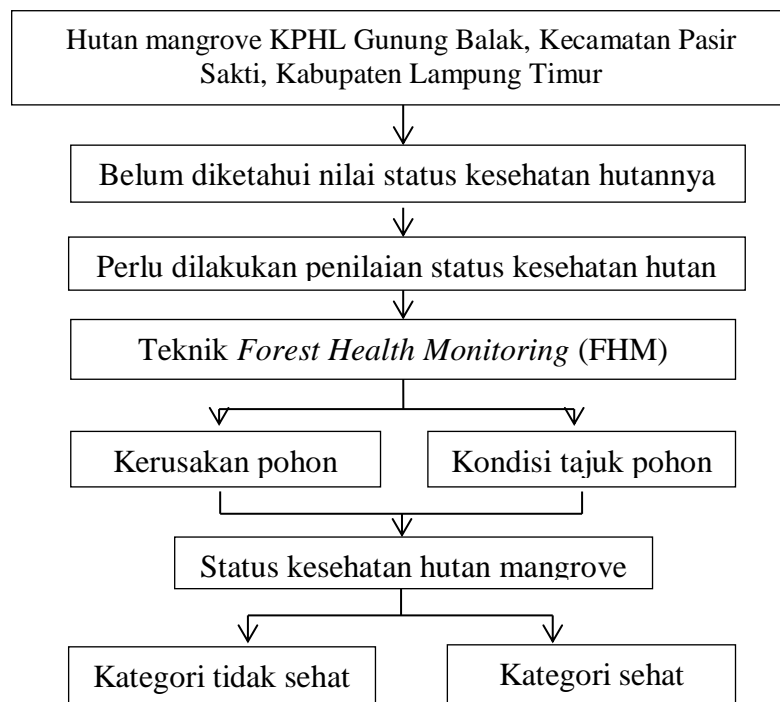 Hutan mangrove KPHL Gunung Balak, Kecamatan Pasir
Sakti, Kabupaten Lampung Timur
Belum diketahui nilai status kesehatan hutannya
Perlu dilakukan penilaian status kesehatan hutan
Teknik Forest Health Monitoring (FHM)
Kerusakan pohon
Kondisi tajuk pohon
Status kesehatan hutan mangrove
Kategori tidak sehat
Kategori sehat